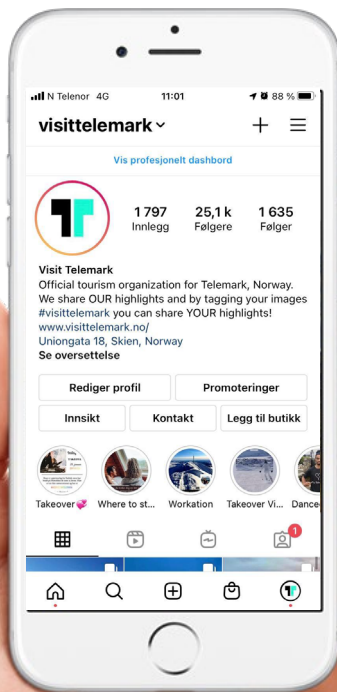 N Telenor 4G 11:01 88 %
visittelemark
Vis profesjonelt dashbord
1 797 25,1 k 1 635
Innlegg Følgere Følger
Visit Telemark
Official tourism organization for Telemark, Norway.
We share OUR highlights and by tagging your images
#visittelemark you can share YOUR highlights!
www.visittelemark.no/
Uniongata 18, Skien, Norway
Se oversettelse
Rediger profil Promoteringer
Innsikt Kontakt Legg til butikk
Takeover💞 Where to st... Workation Takeover Vi... Dance
1